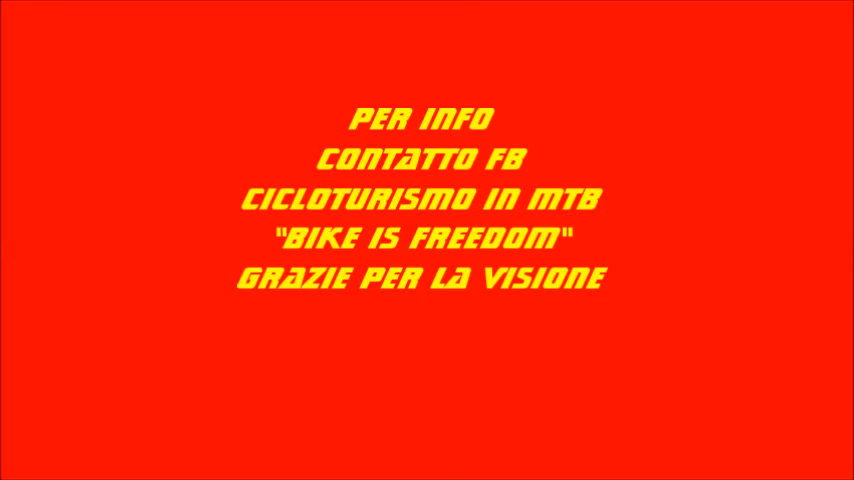 PER INFO
CONTATTO FB
CICLOTURISMO IN MTB
"BIKE IS FREEDOM"
GRAZIE PER LA VISIONE